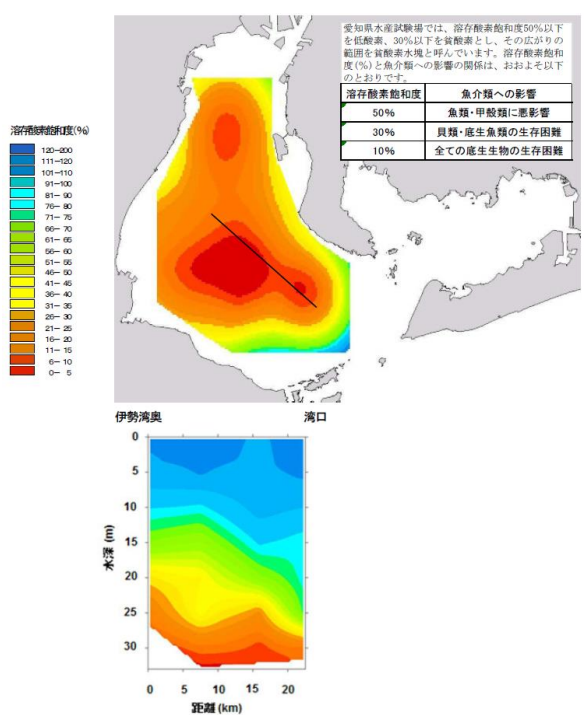 愛知県水産試験場では、溶存酸素飽和度50%以下
を低酸素、30%以下を貧酸素とし、その広がりの
範囲を貧酸素水塊と呼んでいます。溶存酸素飽和
度(%)と魚介類への影響の関係は、おおよそ以下
のとおりです。
溶存酸素飽和度 魚介類への影響
50% 魚類・甲殻類に悪影響
30% 貝類・底生魚類の生存困難
10% 全ての底生生物の生存困難
溶存酸素飽和度(%)
120-200
111-120
101-110
91-100
81-90
76-80
71-75
66-70
61-65
56-60
51-55
46-50
41-45
36-40
31-35
26-30
21-25
16-20
11-15
6-10
0-5
伊勢湾奥 湾口
水深 (m)
0
5
10
15
20
25
30
0 5 10 15 20
距離 (km)